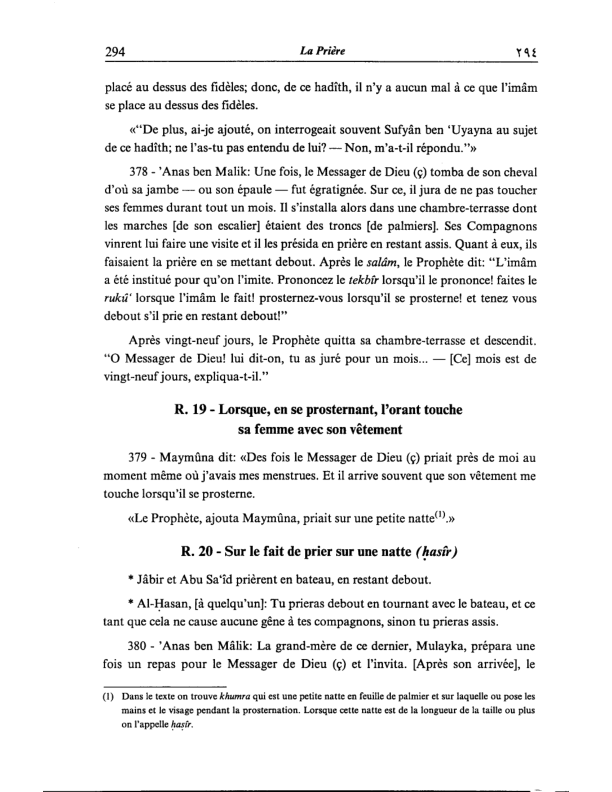 294 La Prière ٢٩٤
placé au dessus des fidèles; donc, de ce hadîth, il n'y a aucun mal à ce que l'imâm
se place au dessus des fidèles.
«“De plus, ai-je ajouté, on interrogeait souvent Sufyân ben 'Uyayna au sujet
de ce hadîth; ne l'as-tu pas entendu de lui? — Non, m'a-t-il répondu.”»
378 - 'Anas ben Malik: Une fois, le Messager de Dieu (ç) tomba de son cheval
d'où sa jambe — ou son épaule — fut égratignée. Sur ce, il jura de ne pas toucher
ses femmes durant tout un mois. Il s'installa alors dans une chambre-terrasse dont
les marches [de son escalier] étaient des troncs [de palmiers]. Ses Compagnons
vinrent lui faire une visite et il les présida en prière en restant assis. Quant à eux, ils
faisaient la prière en se mettant debout. Après le salâm, le Prophète dit: “L'imâm
a été institué pour qu'on l'imite. Prononcez le tekbîr lorsqu'il le prononce! faites le
rukû' lorsque l'imâm le fait! prosternez-vous lorsqu'il se prosterne! et tenez vous
debout s'il prie en restant debout!”
Après vingt-neuf jours, le Prophète quitta sa chambre-terrasse et descendit.
“O Messager de Dieu! lui dit-on, tu as juré pour un mois... — [Ce] mois est de
vingt-neuf jours, expliqua-t-il.”
R. 19 - Lorsque, en se prosternant, l'orant touche
sa femme avec son vêtement
379 - Maymûna dit: «Des fois le Messager de Dieu (ç) priait près de moi au
moment même où j'avais mes menstrues. Et il arrive souvent que son vêtement me
touche lorsqu'il se prosterne.
«Le Prophète, ajouta Maymûna, priait sur une petite natte(1).»
R. 20 - Sur le fait de prier sur une natte (ḥasîr)
* Jâbir et Abu Sa'îd prièrent en bateau, en restant debout.
* Al-Ḥasan, [à quelqu'un]: Tu prieras debout en tournant avec le bateau, et ce
tant que cela ne cause aucune gêne à tes compagnons, sinon tu prieras assis.
380 - 'Anas ben Mâlik: La grand-mère de ce dernier, Mulayka, prépara une
fois un repas pour le Messager de Dieu (ç) et l'invita. [Après son arrivée], le
(1) Dans le texte on trouve khumra qui est une petite natte en feuille de palmier et sur laquelle ou pose les
mains et le visage pendant la prosternation. Lorsque cette natte est de la longueur de la taille ou plus
on l'appelle ḥaṣîr.